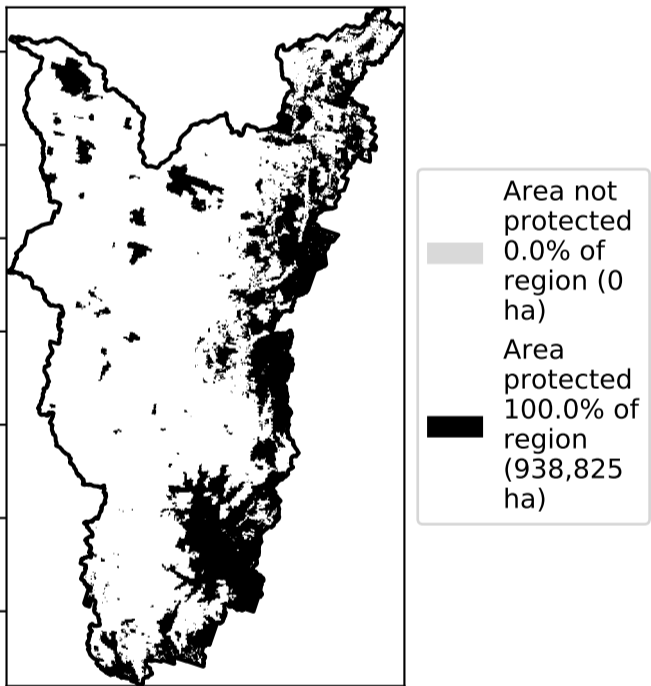 Area not
protected
0.0% of
region (0
ha)
Area
protected
100.0% of
region
(938,825
ha)